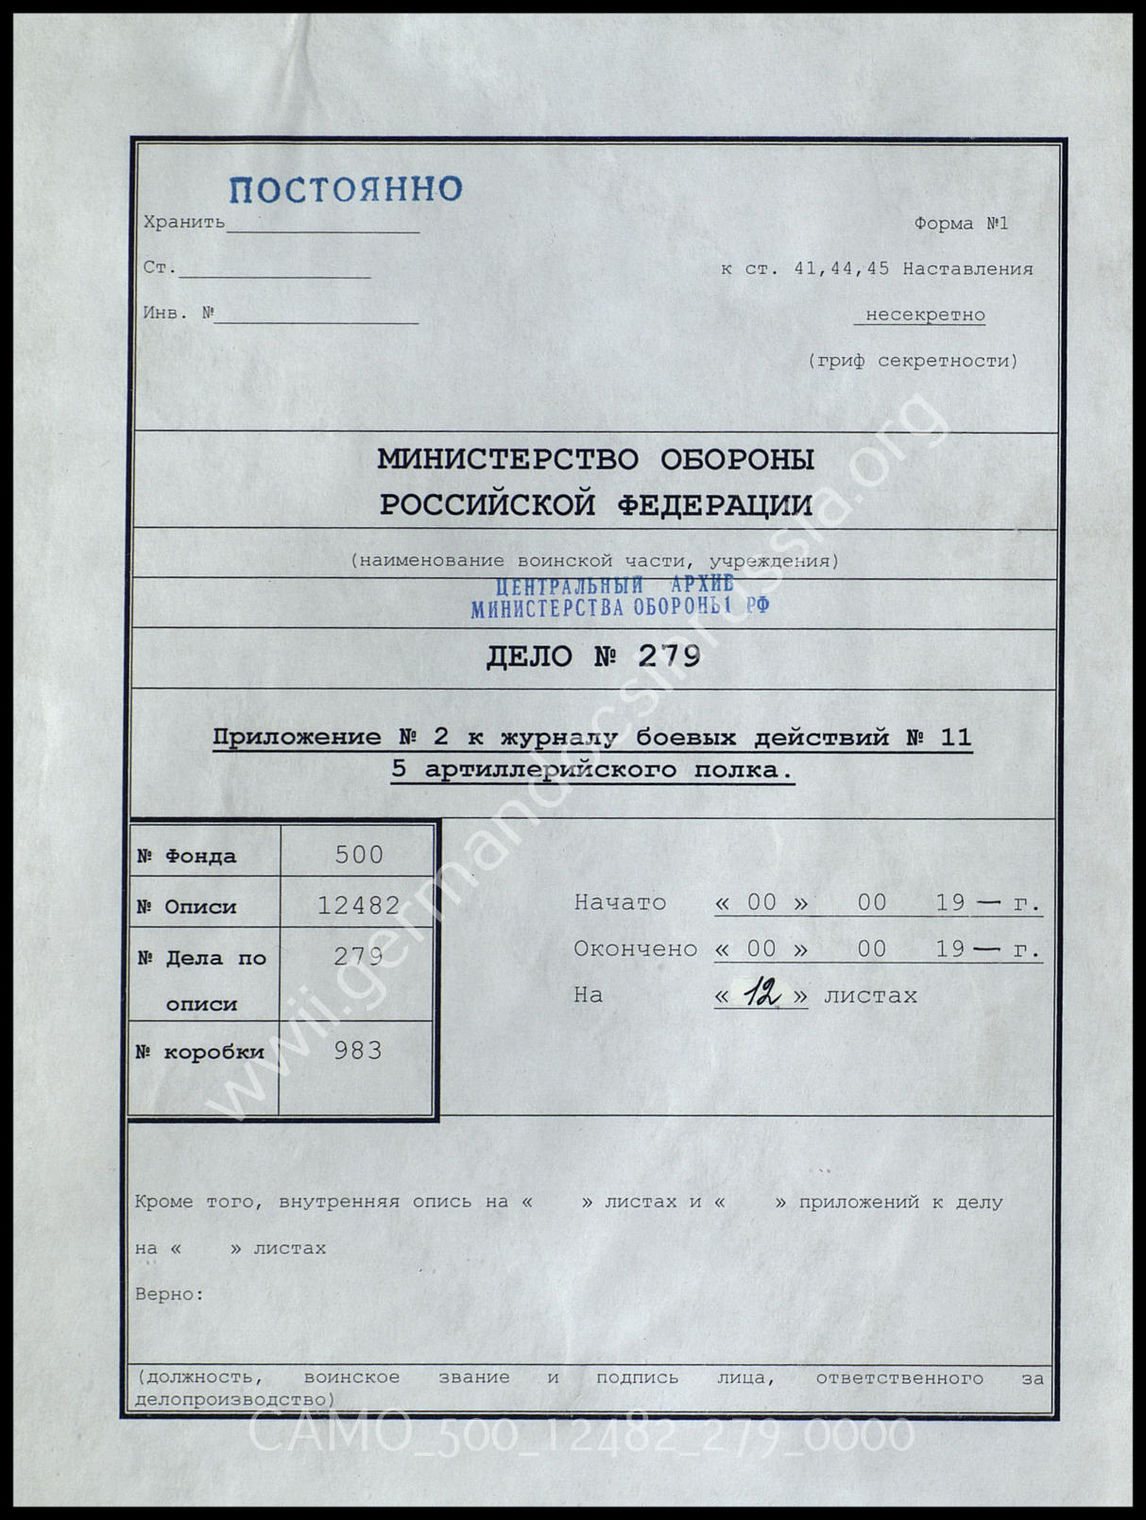 ПОСТОЯННО
Хранить
Форма №1
Ст.
к ст. 41,44,45 Наставления
Инв. №
несекретно
(гриф секретности)
МИНИСТЕРСТВО ОБОРОНЫ
РОССИЙСКОЙ ФЕДЕРАЦИИ
(наименование воинской части, учреждения)
ЦЕНТРАЛЬНЫЙ АРХИВ
МИНИСТЕРСТВА ОБОРОНЫ РФ
ДЕЛО № 279
Приложение № 2 к журналу боевых действий № 11
5 артиллерийского полка.
№ Фонда 500
№ Описи 12482
№ Дела по 279
описи
№ коробки 983
Начато « 00 » 00 19 — г.
Окончено « 00 » 00 19 — г.
На « 12 » листах
Кроме того, внутренняя опись на « » листах и « » приложений к делу
на « » листах
Верно:
(должность, воинское звание и подпись лица, ответственного за
делопроизводство)
wwii.germandocsinrussia.org
CAMO_500_12482_279_0000